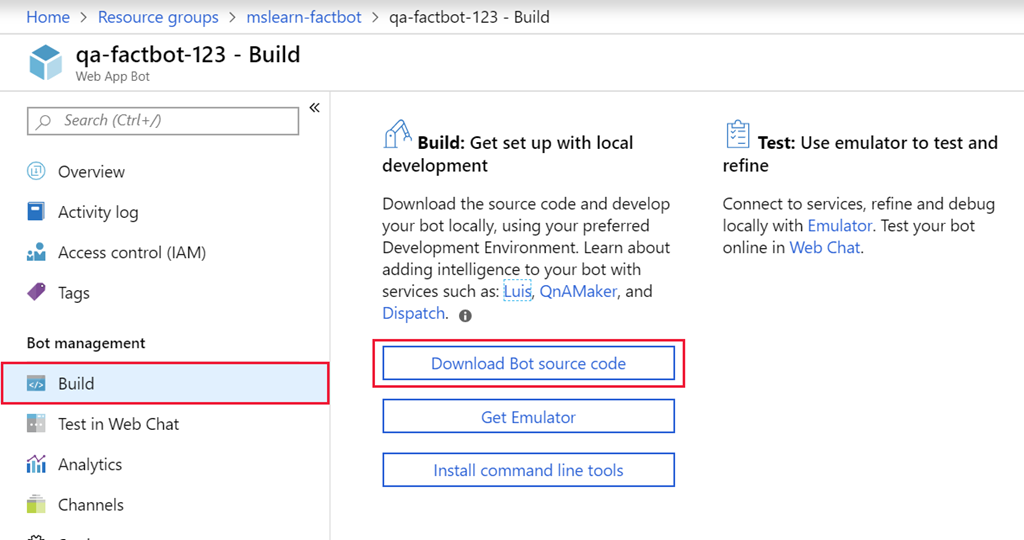 Home > Resource groups > mslearn-factbot > qa-factbot-123 - Build
qa-factbot-123 - Build
Web App Bot
Search (Ctrl+/)
«
Overview
Activity log
Access control (IAM)
Tags
Bot management
Build
Test in Web Chat
Analytics
Channels
Build: Get set up with local
development
Download the source code and develop
your bot locally, using your preferred
Development Environment. Learn about
adding intelligence to your bot with
services such as: Luis, QnAMaker, and
Dispatch.
Download Bot source code
Get Emulator
Install command line tools
Test: Use emulator to test and
refine
Connect to services, refine and debug
locally with Emulator. Test your bot
online in Web Chat.